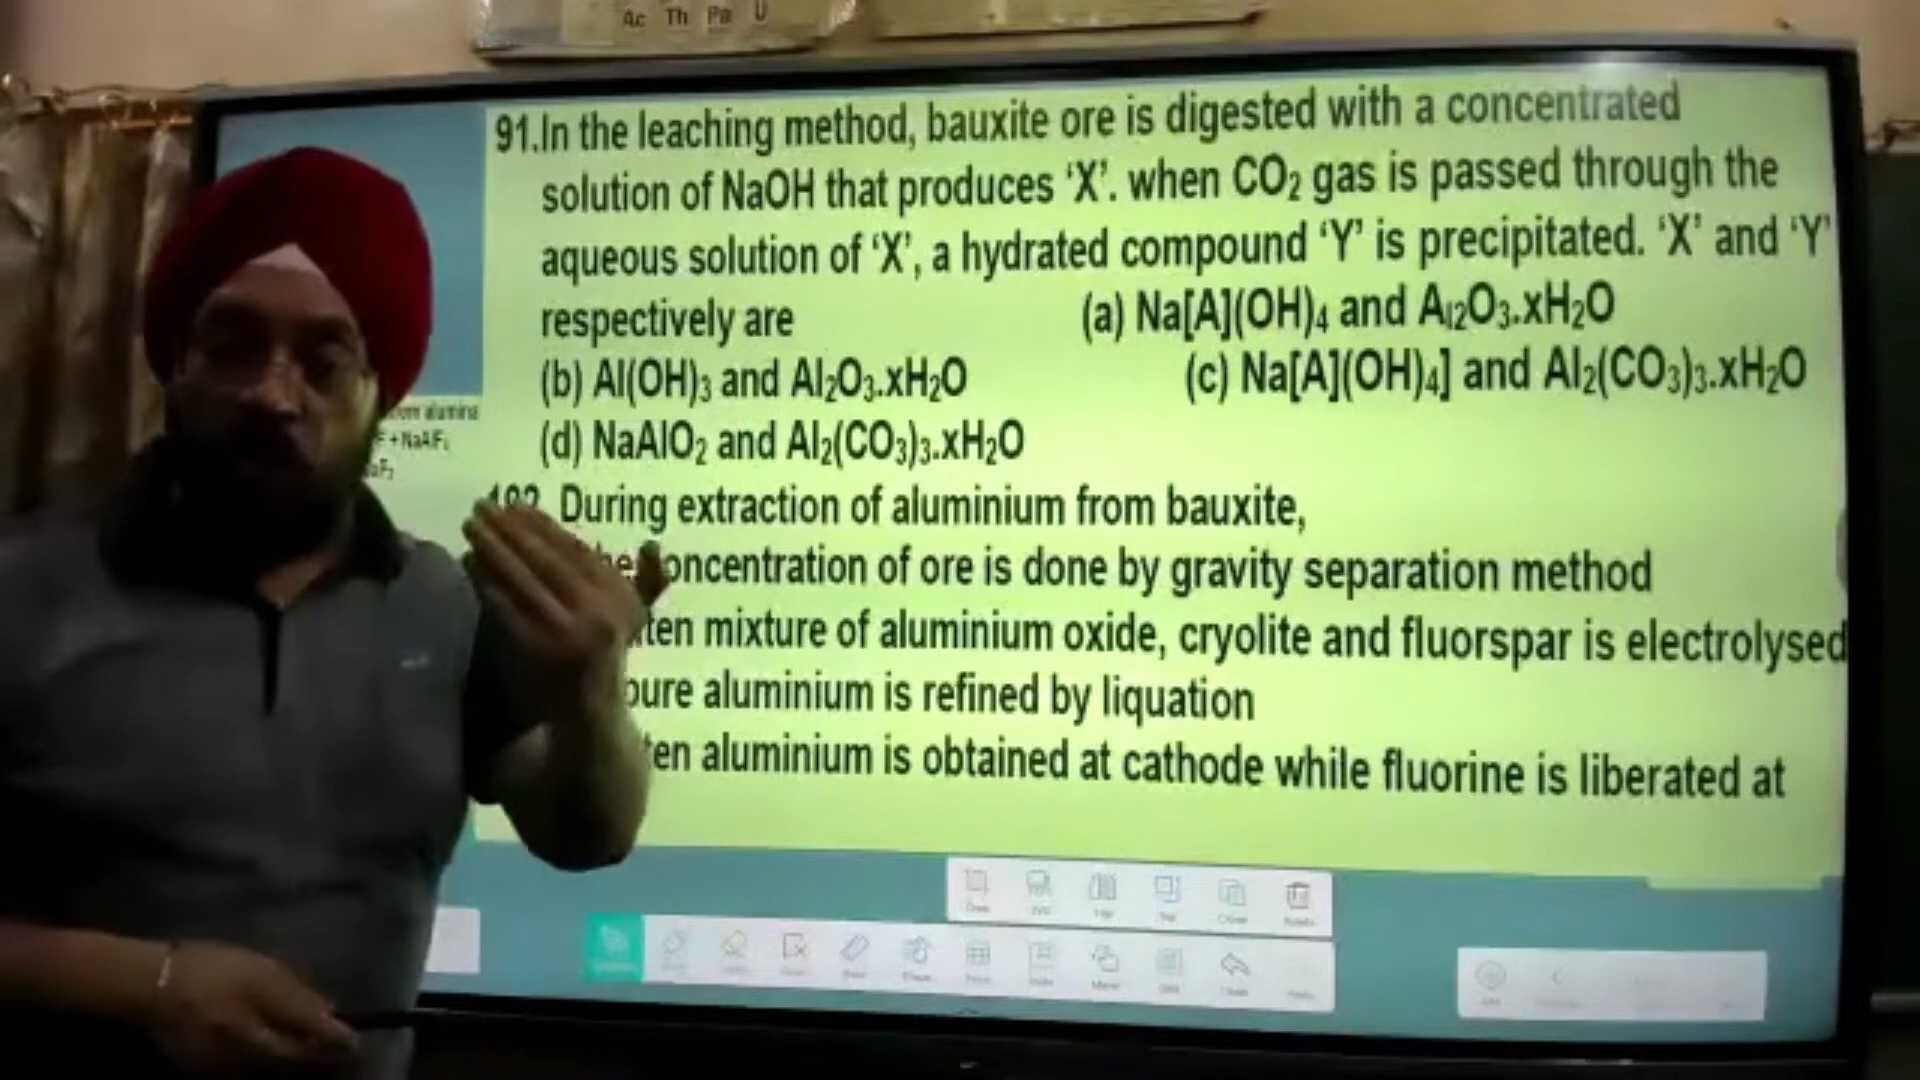 Ac Th Pa U
91.In the leaching method, bauxite ore is digested with a concentrated
solution of NaOH that produces ‘X’. when CO₂ gas is passed through the
aqueous solution of ‘X’, a hydrated compound ‘Y’ is precipitated. ‘X’ and ‘Y’
respectively are (a) Na[A](OH)₄ and Al₂O₃.xH₂O
(b) Al(OH)₃ and Al₂O₃.xH₂O (c) Na[A](OH)₄] and Al₂(CO₃)₃.xH₂O
(d) NaAlO₂ and Al₂(CO₃)₃.xH₂O
During extraction of aluminium from bauxite,
oncentration of ore is done by gravity separation method
ten mixture of aluminium oxide, cryolite and fluorspar is electrolysed
pure aluminium is refined by liquation
ten aluminium is obtained at cathode while fluorine is liberated at
alumina